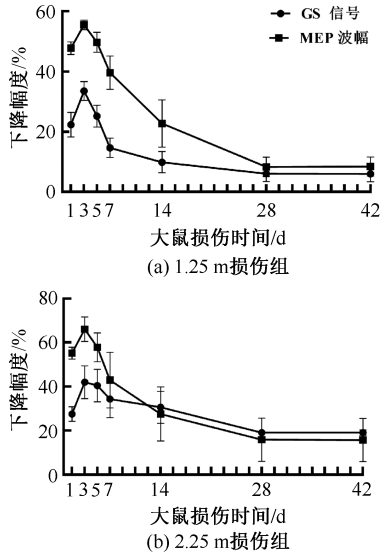 60
40
20
0
下降幅度/%
GS 信号
MEP 波幅
1 3 5 7 14 28 42
大鼠损伤时间/d
(a) 1.25 m损伤组
80
60
40
20
0
下降幅度/%
1 3 5 7 14 28 42
大鼠损伤时间/d
(b) 2.25 m损伤组